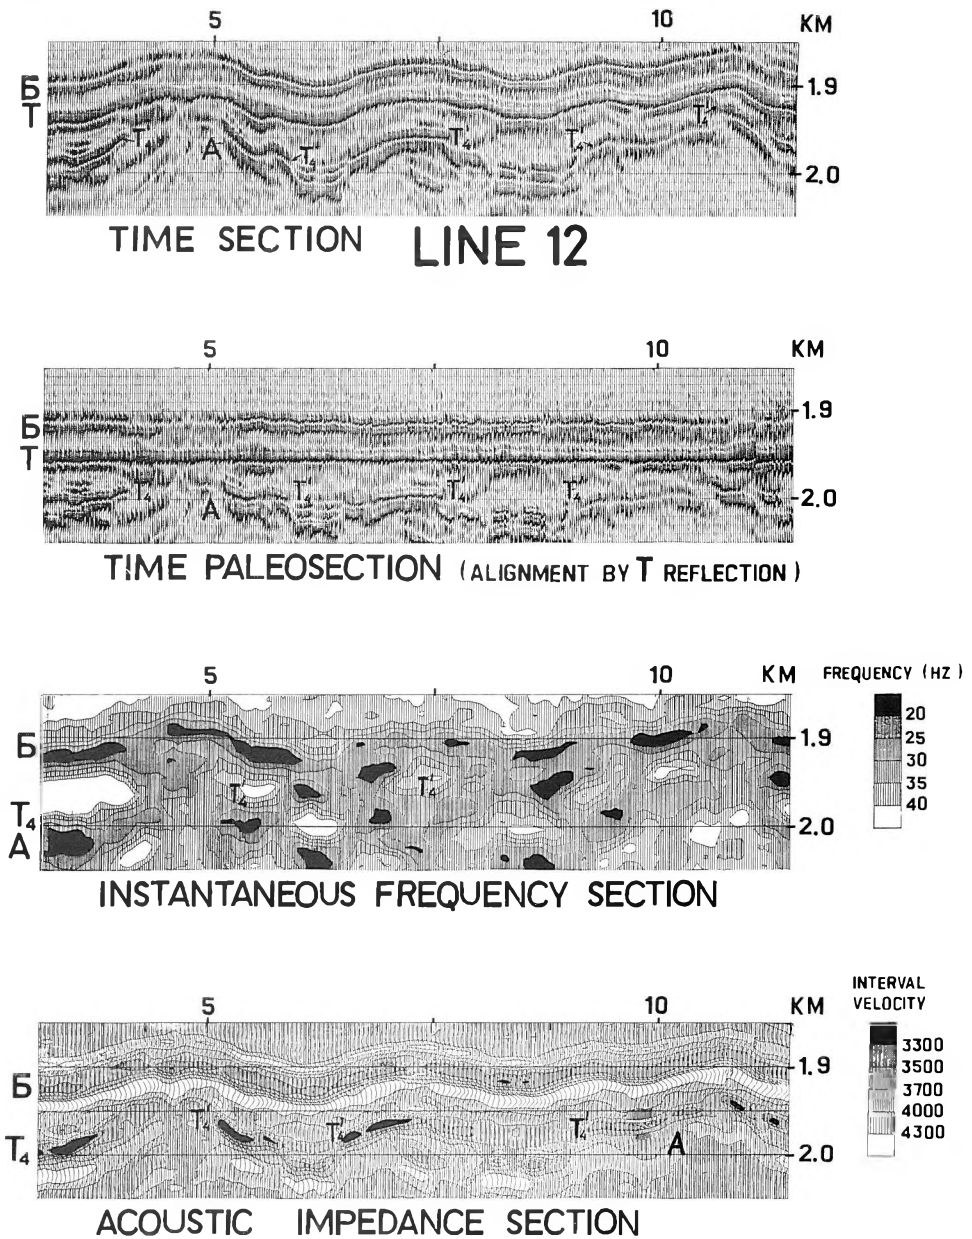 5 10 KM
Б
T
1.9
T₄ A T₄' T₄' T₄' T₄'
2.0
TIME SECTION LINE 12
5 10 KM
Б
T
1.9
T₄ A T₄' T₄' T₄'
2.0
TIME PALEOSECTION (ALIGNMENT BY T REFLECTION)
5 10 KM
FREQUENCY (HZ)
20
25
30
35
40
Б
1.9
T₄' T₄'
T₄
A
2.0
INSTANTANEOUS FREQUENCY SECTION
5 10 KM
INTERVAL
VELOCITY
3300
3500
3700
4000
4300
Б
1.9
T₄' T₄' T₄' A
T₄
2.0
ACOUSTIC IMPEDANCE SECTION